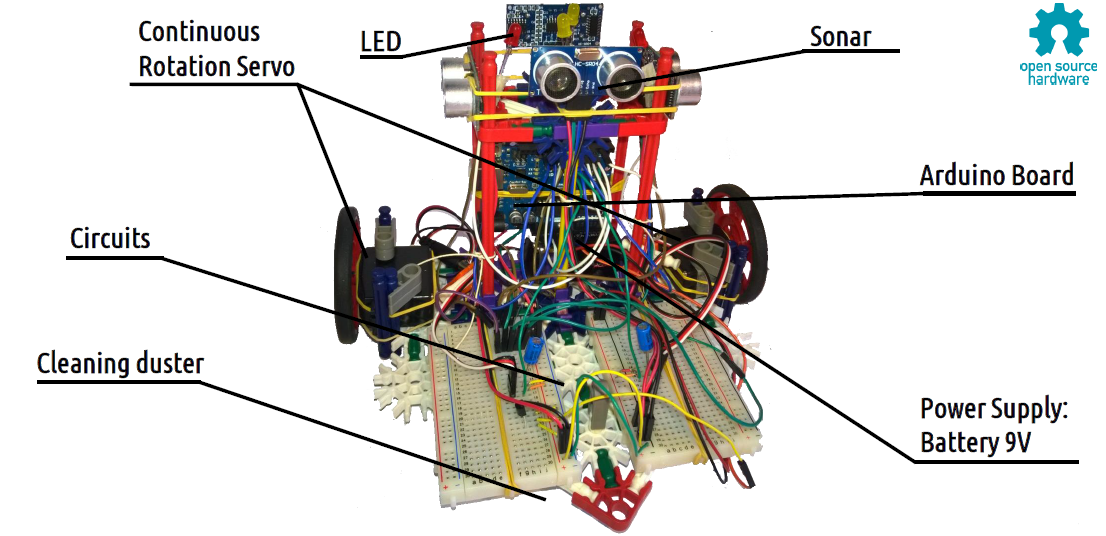 Continuous
Rotation Servo
LED
Sonar
open source
hardware
HC-SR04
Arduino Board
Circuits
Cleaning duster
Power Supply:
Battery 9V